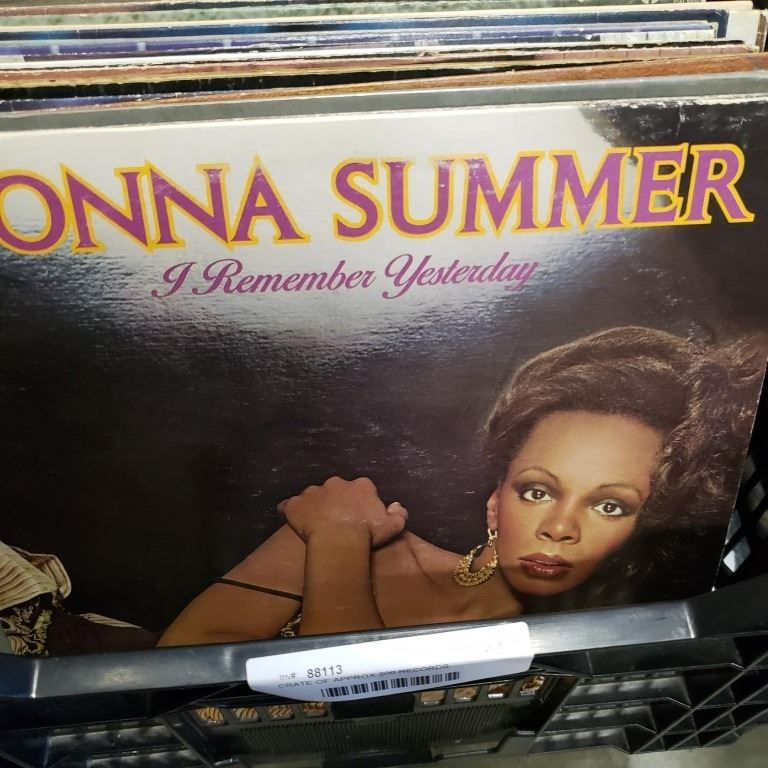 ONNA SUMMER
I Remember Yesterday
Inv# 88113
CRATE OF APPROX 200 RECORDS